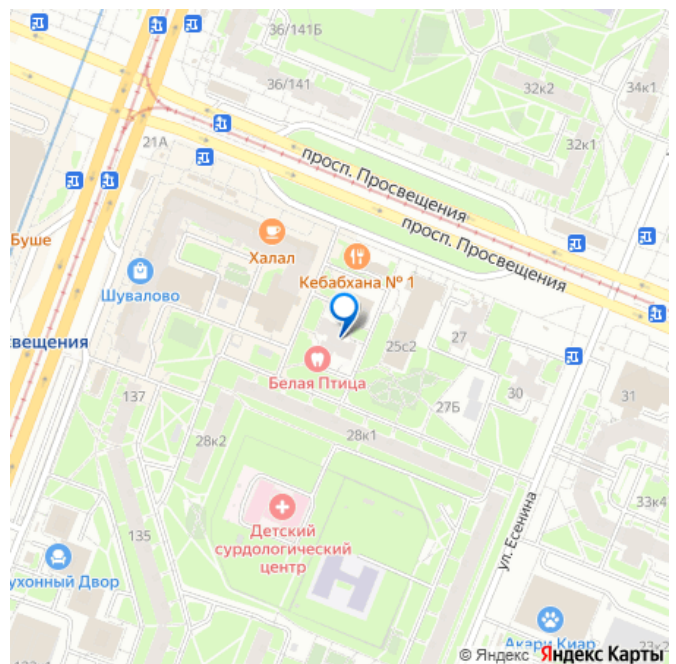 36/141Б
36/141
32к2
34к1
21А
32к1
просп. Просвещения
просп. Просвещения
Буше
Халал
Кебабхана № 1
Шувалово
свещения
27
25с2
Белая Птица
137
30
31
27Б
28к2
28к1
33к4
Детский
сурдологический
центр
135
ул. Есенина
ухонный Двор
Акари Киар
© Яндекс Яндекс Карты